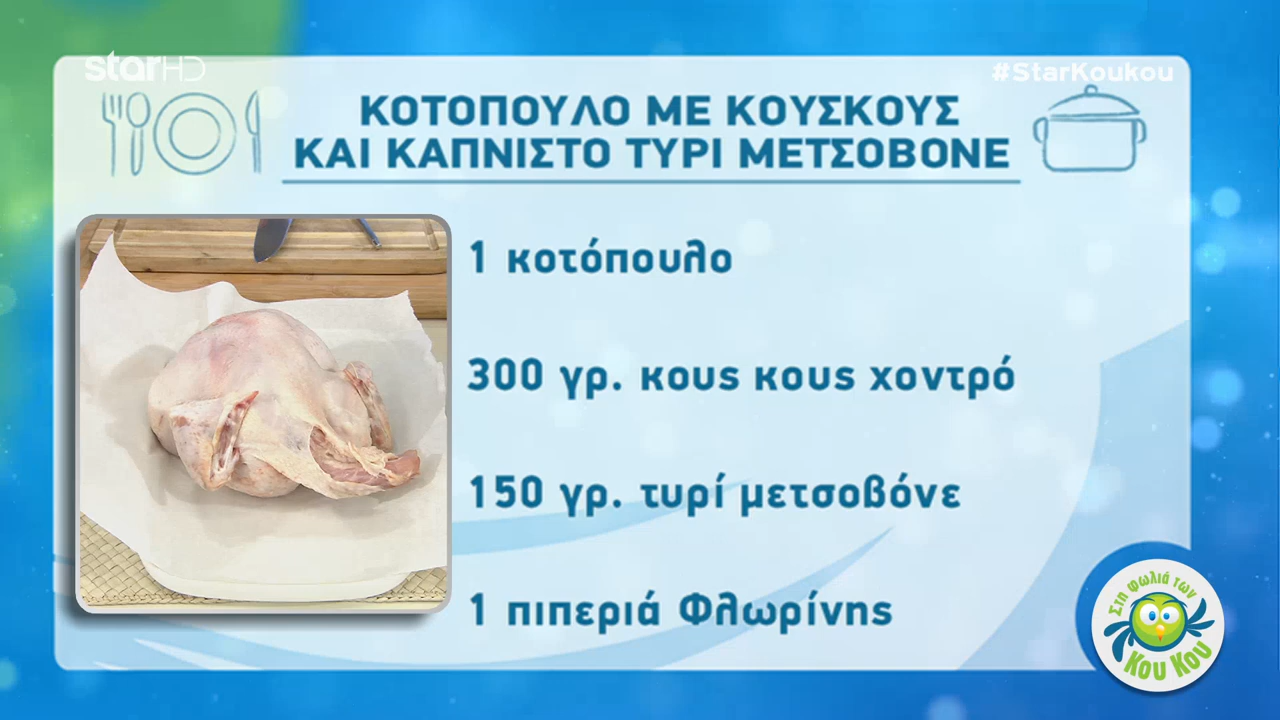 starHD
#StarKoukou
ΚΟΤΟΠΟΥΛΟ ΜΕ ΚΟΥΣΚΟΥΣ
ΚΑΙ ΚΑΠΝΙΣΤΟ ΤΥΡΙ ΜΕΤΣΟΒΟΝΕ
1 κοτόπουλο
300 γρ. κους κους χοντρό
150 γρ. τυρί μετσοβόνε
1 πιπεριά Φλωρίνης
Στη φωλιά των
Κου Κου